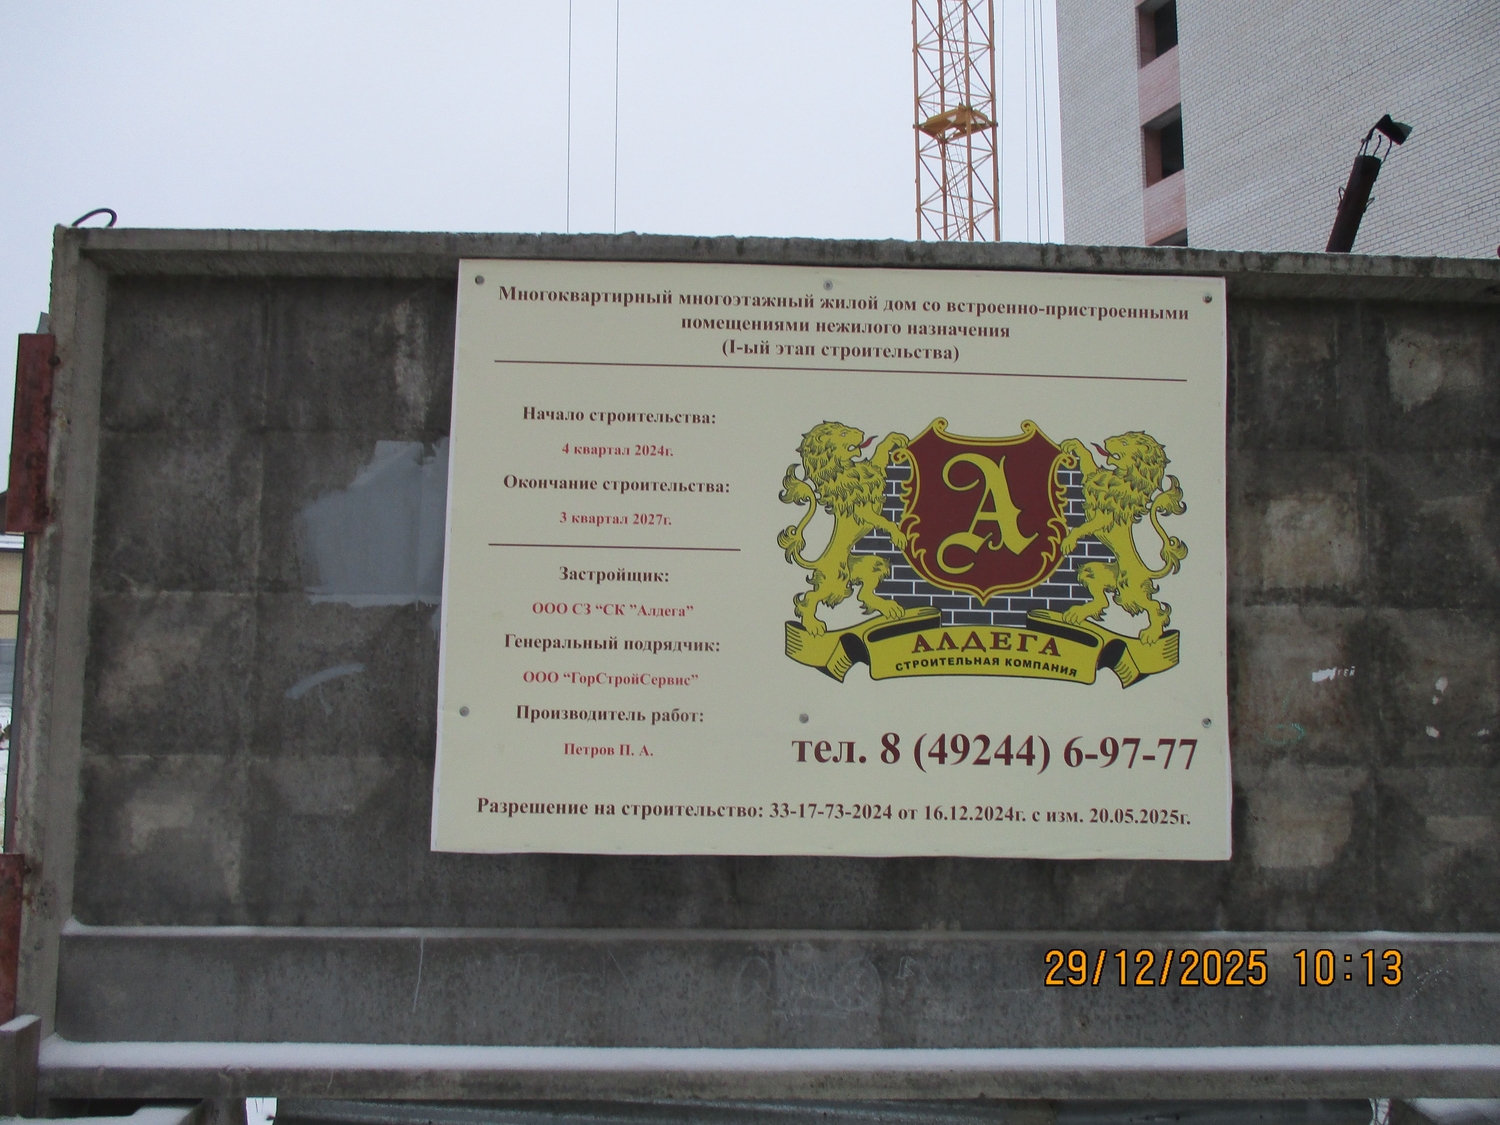 Многоквартирный многоэтажный жилой дом со встроенно-пристроенными
помещениями нежилого назначения
(I-ый этап строительства)
Начало строительства:
4 квартал 2024г.
Окончание строительства:
3 квартал 2027г.
Застройщик:
ООО СЗ “СК ”Алдега”
Генеральный подрядчик:
ООО “ГорСтройСервис”
Производитель работ:
Петров П. А.
А
АЛДЕГА
СТРОИТЕЛЬНАЯ КОМПАНИЯ
тел. 8 (49244) 6-97-77
Разрешение на строительство: 33-17-73-2024 от 16.12.2024г. с изм. 20.05.2025г.
29/12/2025 10:13